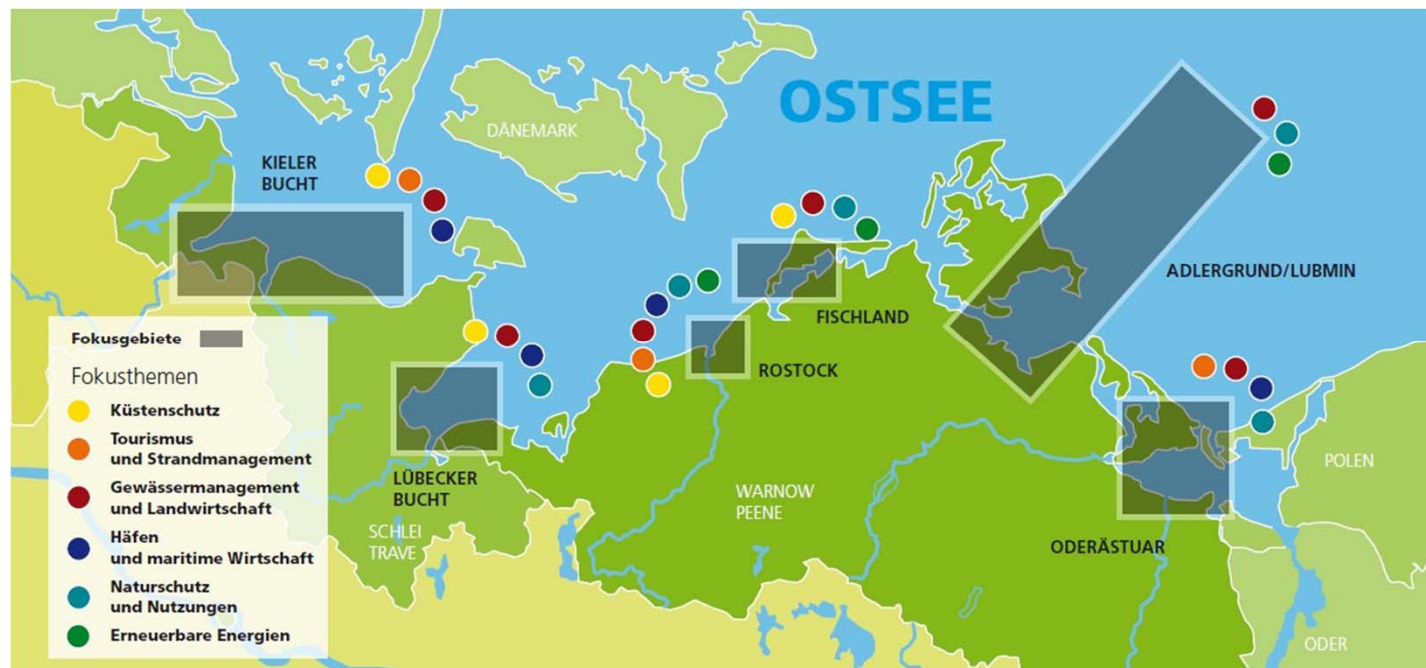 OSTSEE
DÄNEMARK
KIELER
BUCHT
ADLERGRUND/LUBMIN
FISCHLAND
ROSTOCK
LÜBECKER
BUCHT
SCHLEI
TRAVE
WARNOW
PEENE
ODERÄSTUAR
POLEN
ODER
Fokusgebiete
Fokusthemen
Küstenschutz
Tourismus
und Strandmanagement
Gewässermanagement
und Landwirtschaft
Häfen
und maritime Wirtschaft
Naturschutz
und Nutzungen
Erneuerbare Energien